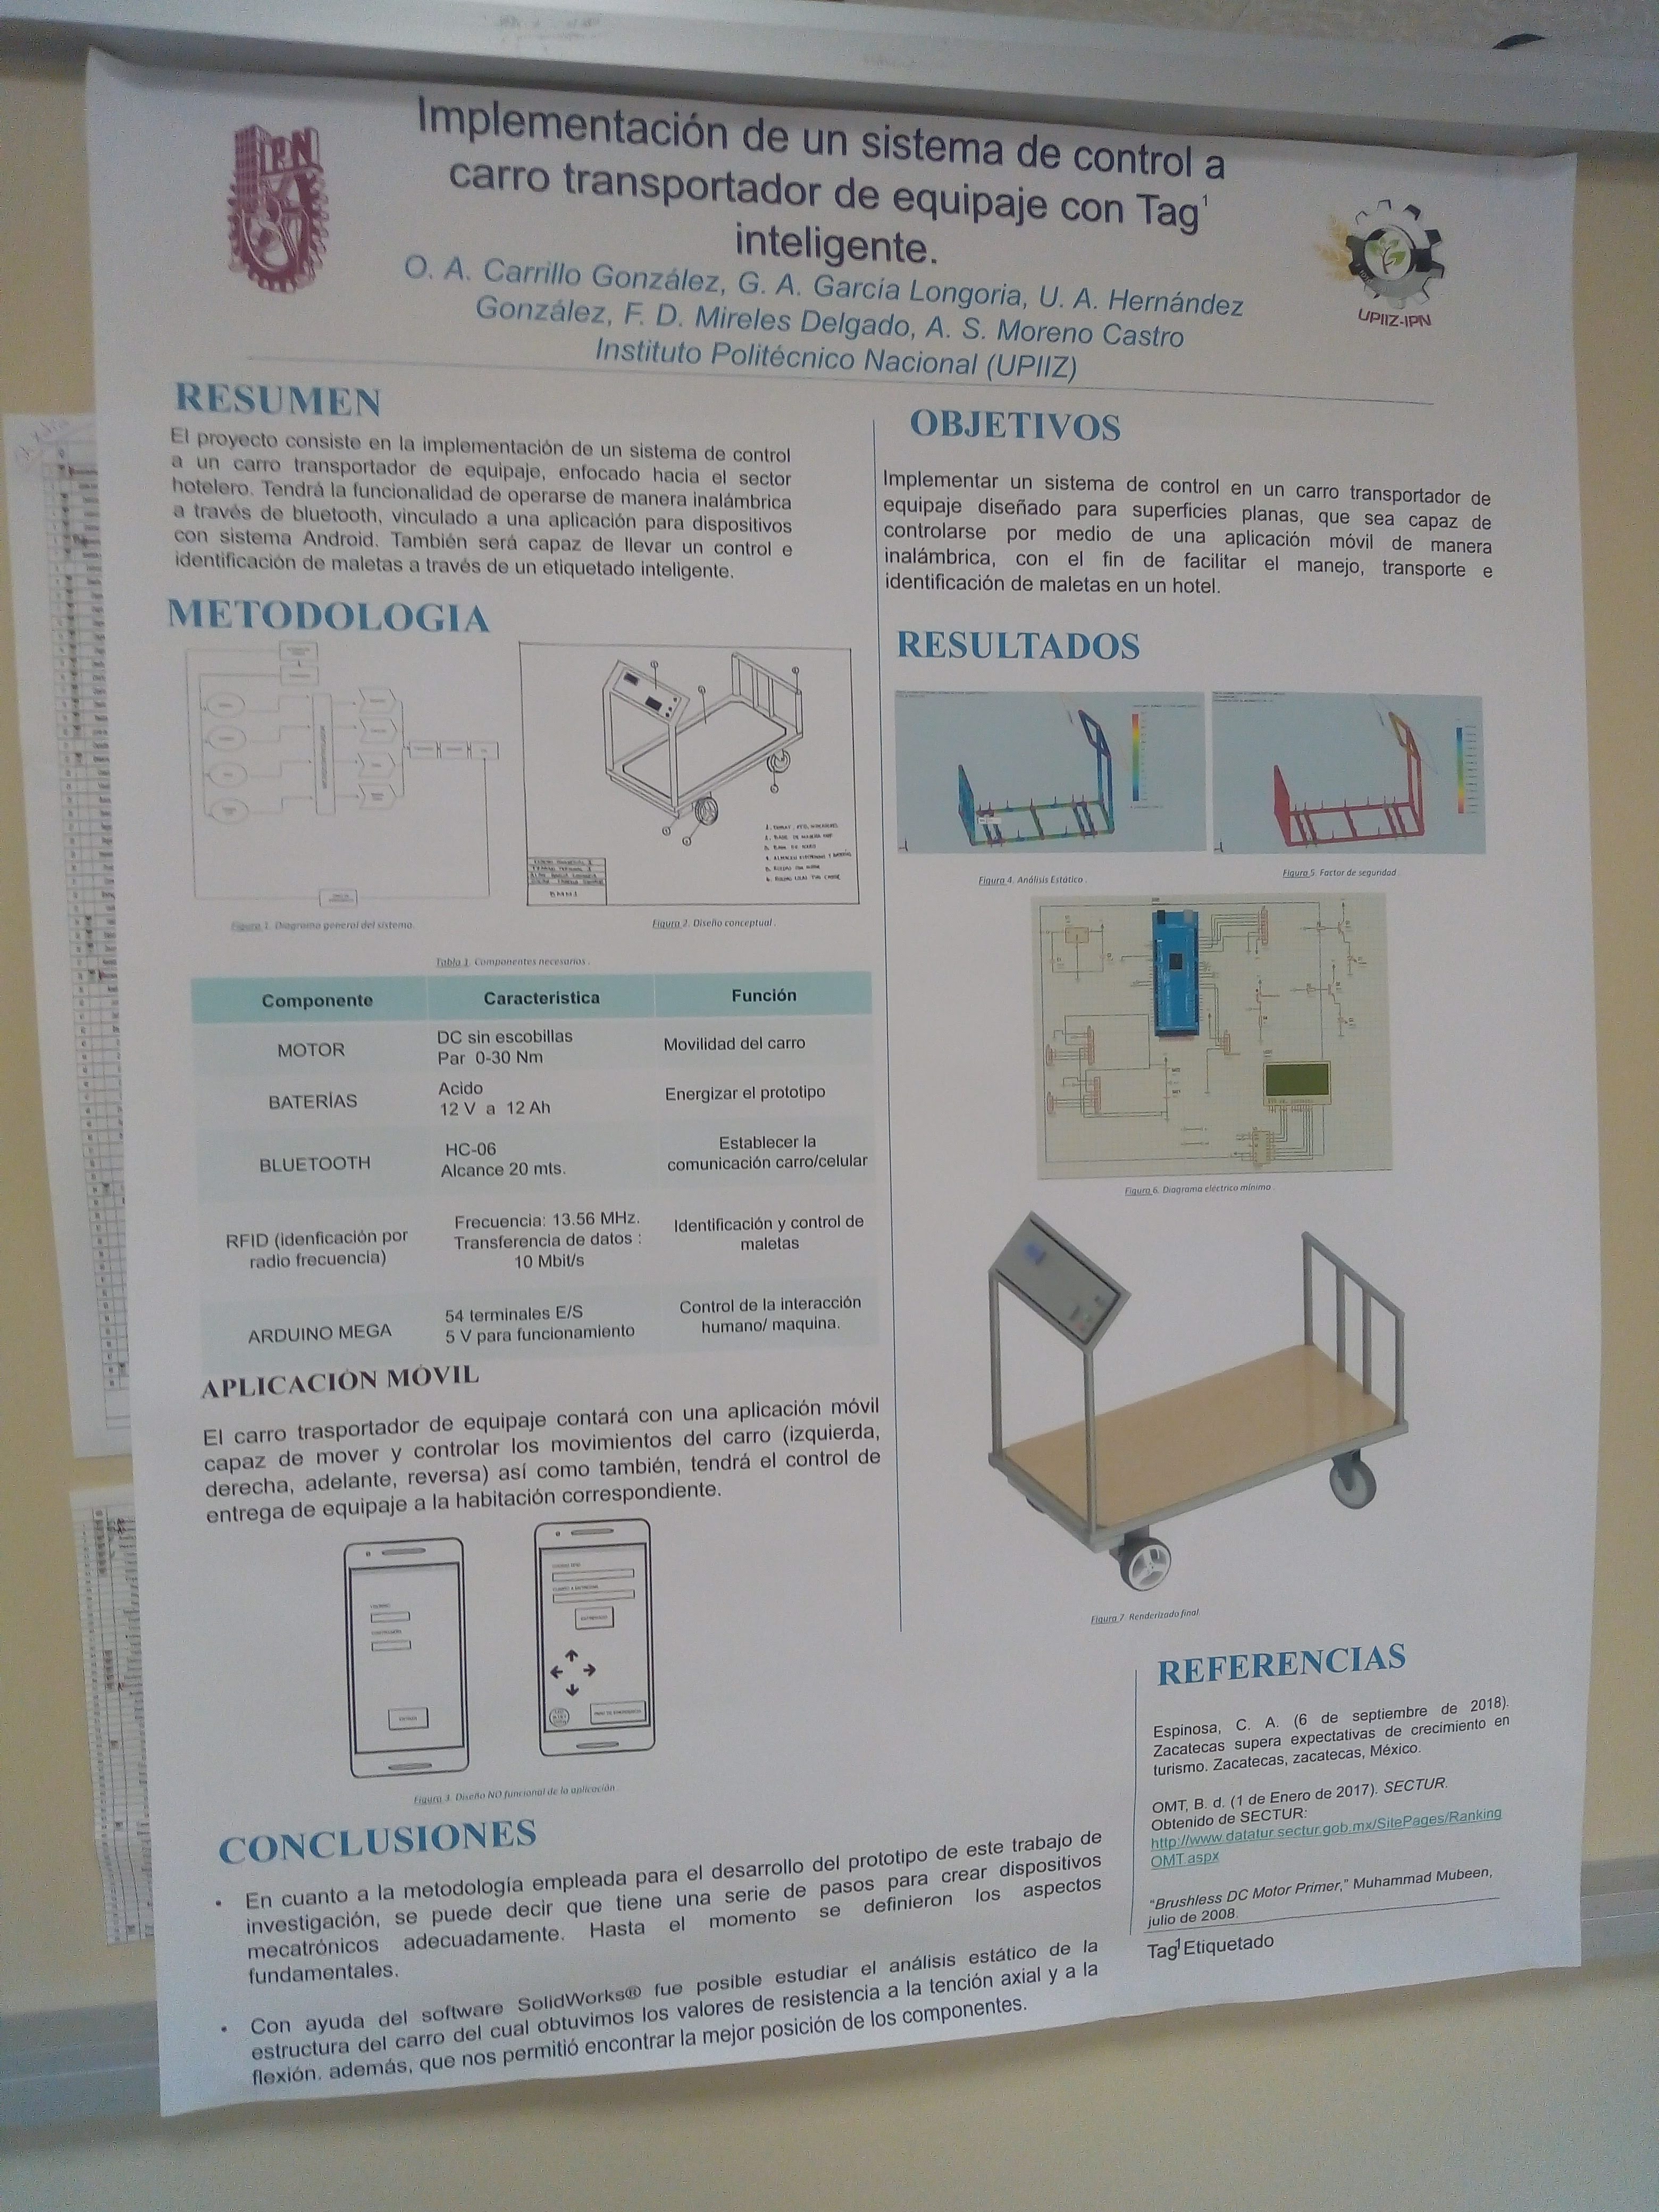 Implementación de un sistema de control a
carro transportador de equipaje con Tag¹
inteligente.
O. A. Carrillo González, G. A. García Longoria, U. A. Hernández
González, F. D. Mireles Delgado, A. S. Moreno Castro
Instituto Politécnico Nacional (UPIIZ)
IPN
UPIIZ-IPN
RESUMEN
El proyecto consiste en la implementación de un sistema de control
a un carro transportador de equipaje, enfocado hacia el sector
hotelero. Tendrá la funcionalidad de operarse de manera inalámbrica
a través de bluetooth, vinculado a una aplicación para dispositivos
con sistema Android. También será capaz de llevar un control e
identificación de maletas a través de un etiquetado inteligente.
METODOLOGIA
Figura 1. Diagrama general del sistema.
Figura 2. Diseño conceptual.
Tabla 1. Componentes necesarios.
Componente Caracteristica Función
MOTOR DC sin escobillas Movilidad del carro
Par 0-30 Nm
BATERÍAS Acido Energizar el prototipo
12 V a 12 Ah
BLUETOOTH HC-06 Establecer la
Alcance 20 mts. comunicación carro/celular
RFID (idenficación por Frecuencia: 13.56 MHz. Identificación y control de
radio frecuencia) Transferencia de datos : maletas
10 Mbit/s
ARDUINO MEGA 54 terminales E/S Control de la interacción
5 V para funcionamiento humano/ maquina.
APLICACIÓN MÓVIL
El carro trasportador de equipaje contará con una aplicación móvil
capaz de mover y controlar los movimientos del carro (izquierda,
derecha, adelante, reversa) así como también, tendrá el control de
entrega de equipaje a la habitación correspondiente.
Figura 3. Diseño NO funcional de la aplicación
CONCLUSIONES
• En cuanto a la metodología empleada para el desarrollo del prototipo de este trabajo de
investigación, se puede decir que tiene una serie de pasos para crear dispositivos
mecatrónicos adecuadamente. Hasta el momento se definieron los aspectos
fundamentales.
• Con ayuda del software SolidWorks® fue posible estudiar el análisis estático de la
estructura del carro del cual obtuvimos los valores de resistencia a la tención axial y a la
flexión. además, que nos permitió encontrar la mejor posición de los componentes.
OBJETIVOS
Implementar un sistema de control en un carro transportador de
equipaje diseñado para superficies planas, que sea capaz de
controlarse por medio de una aplicación móvil de manera
inalámbrica, con el fin de facilitar el manejo, transporte e
identificación de maletas en un hotel.
RESULTADOS
Figura 4. Análisis Estático.
Figura 5. Factor de seguridad.
Figura 6. Diagrama eléctrico mínimo
Figura 7. Renderizado final.
REFERENCIAS
Espinosa, C. A. (6 de septiembre de 2018).
Zacatecas supera expectativas de crecimiento en
turismo. Zacatecas, zacatecas, México.
OMT, B. d. (1 de Enero de 2017). SECTUR.
Obtenido de SECTUR:
http://www.datatur.sectur.gob.mx/SitePages/Ranking
OMT.aspx
"Brushless DC Motor Primer," Muhammad Mubeen,
julio de 2008.
Tag¹ Etiquetado